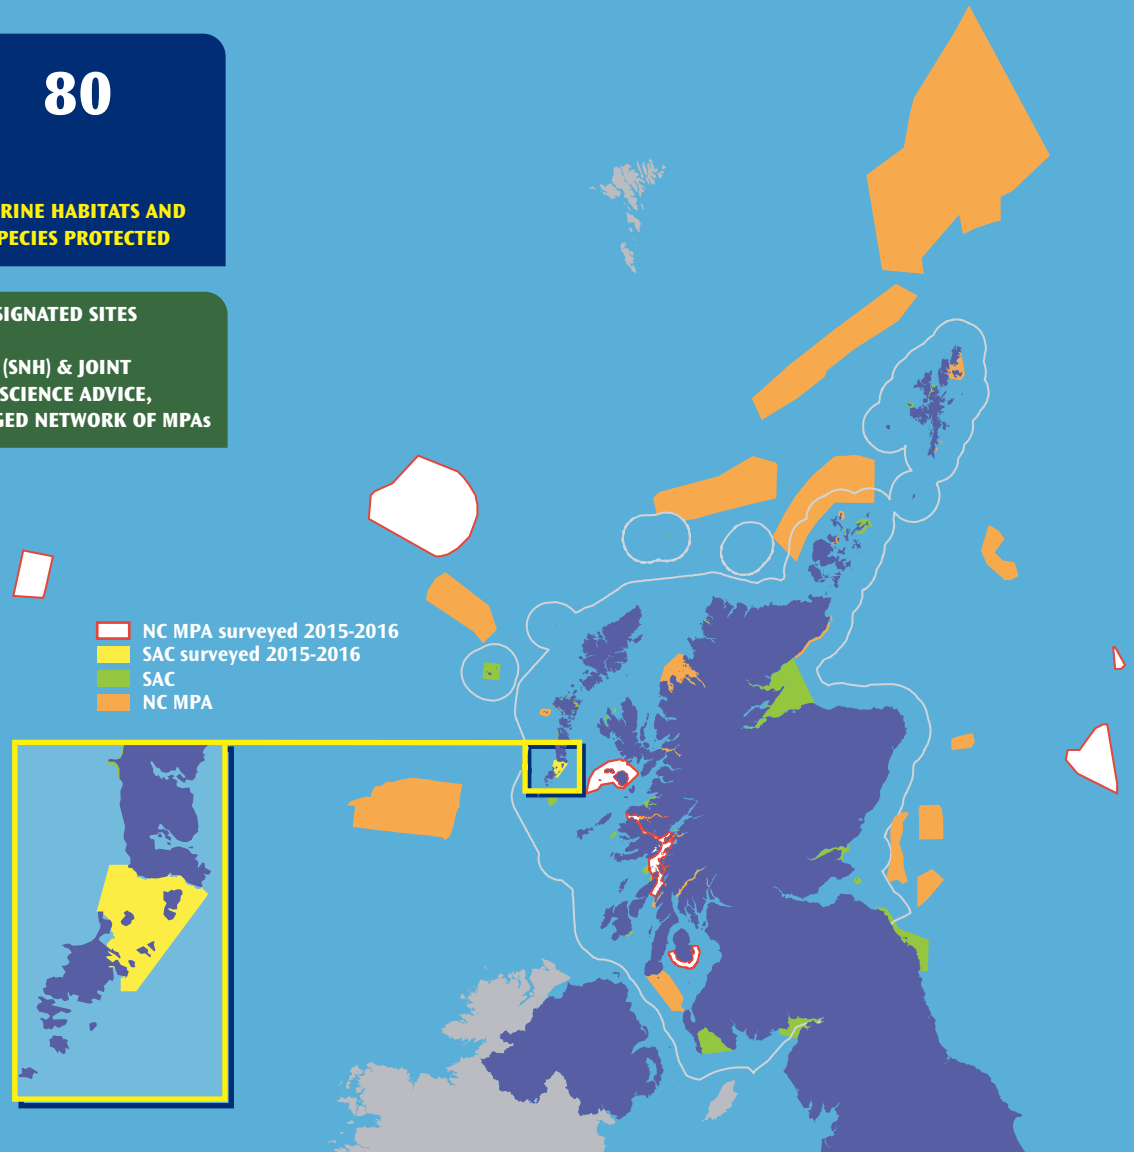 80
RINE HABITATS AND
PECIES PROTECTED
SIGNATED SITES
(SNH) & JOINT
SCIENCE ADVICE,
GED NETWORK OF MPAs
NC MPA surveyed 2015-2016
SAC surveyed 2015-2016
SAC
NC MPA